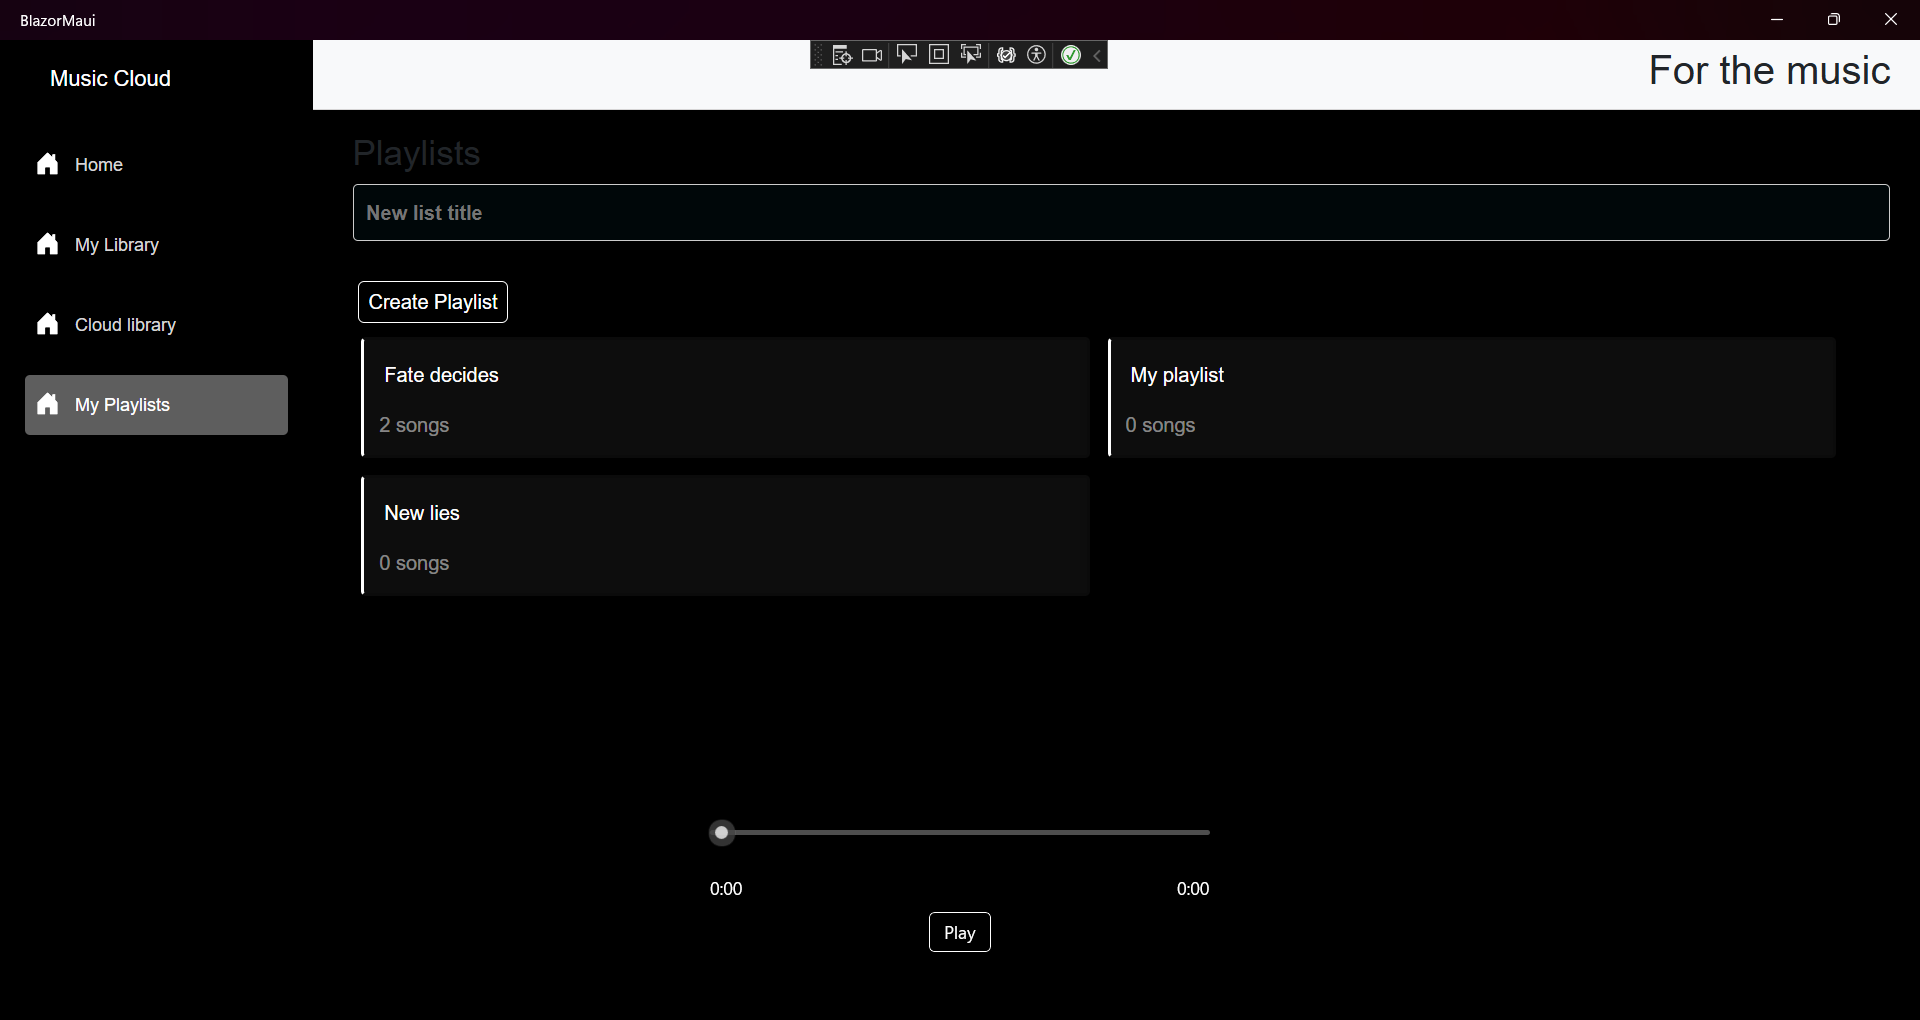 BlazorMaui
Music Cloud
For the music
Home
My Library
Cloud library
My Playlists
Playlists
New list title
Create Playlist
Fate decides
2 songs
My playlist
0 songs
New lies
0 songs
0:00
0:00
Play